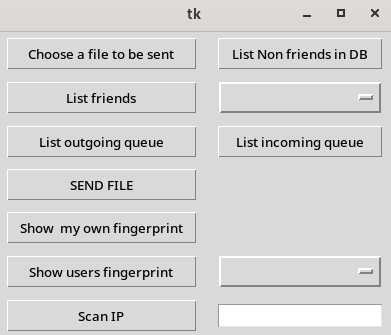 tk
Choose a file to be sent
List Non friends in DB
List friends
List outgoing queue
List incoming queue
SEND FILE
Show  my own fingerprint
Show users fingerprint
Scan IP